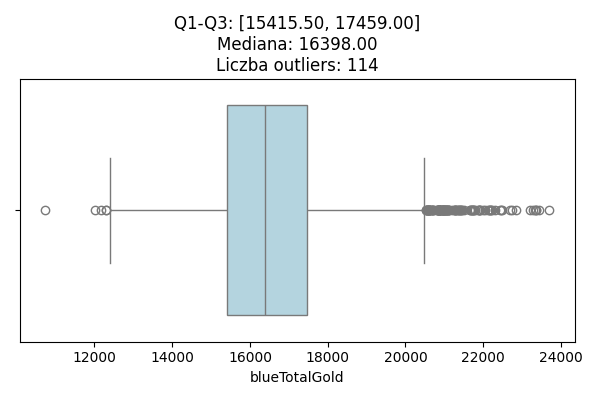 Q1-Q3: [15415.50, 17459.00]
Mediana: 16398.00
Liczba outliers: 114
12000 14000 16000 18000 20000 22000 24000
blueTotalGold